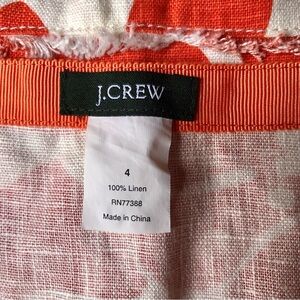 J.CREW
4
100% Linen
RN77388
Made in China